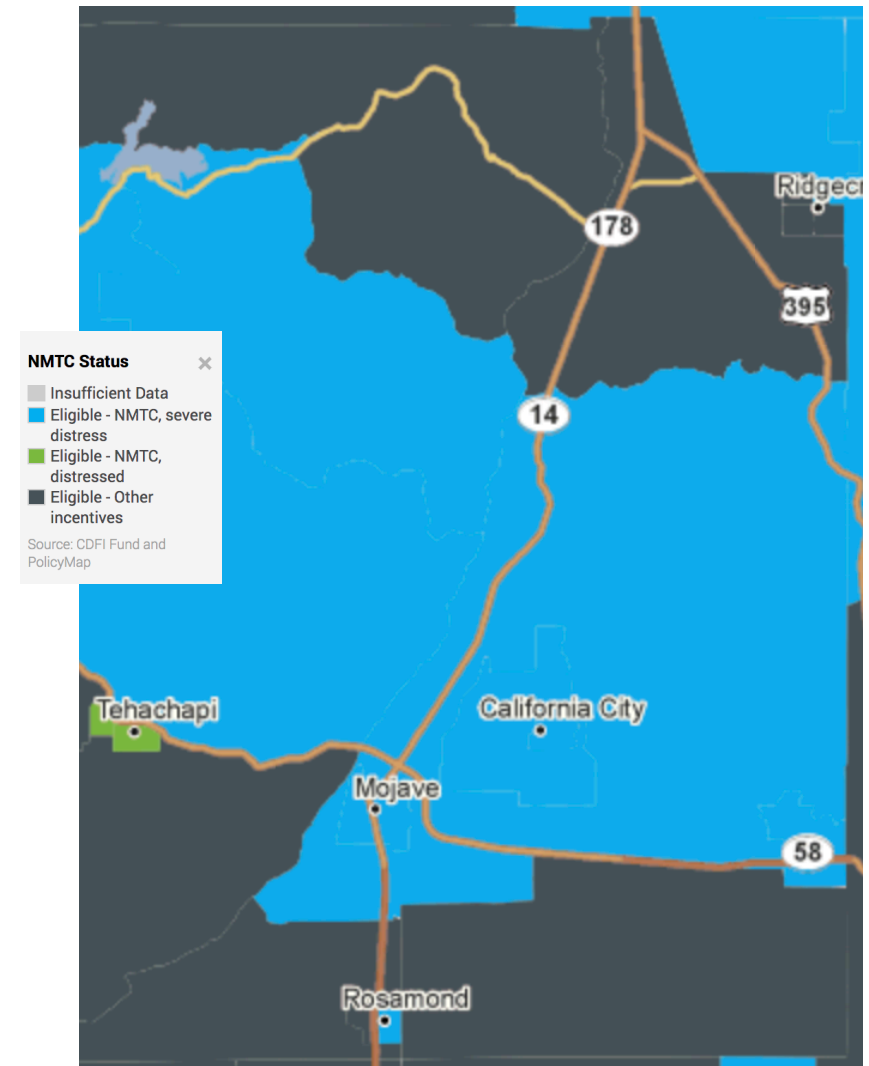 Ridgecr
178
395
NMTC Status ×
Insufficient Data
Eligible - NMTC, severe
distress
Eligible - NMTC,
distressed
Eligible - Other
incentives
Source: CDFI Fund and
PolicyMap
14
Tehachapi
California City
Mojave
58
Rosamond